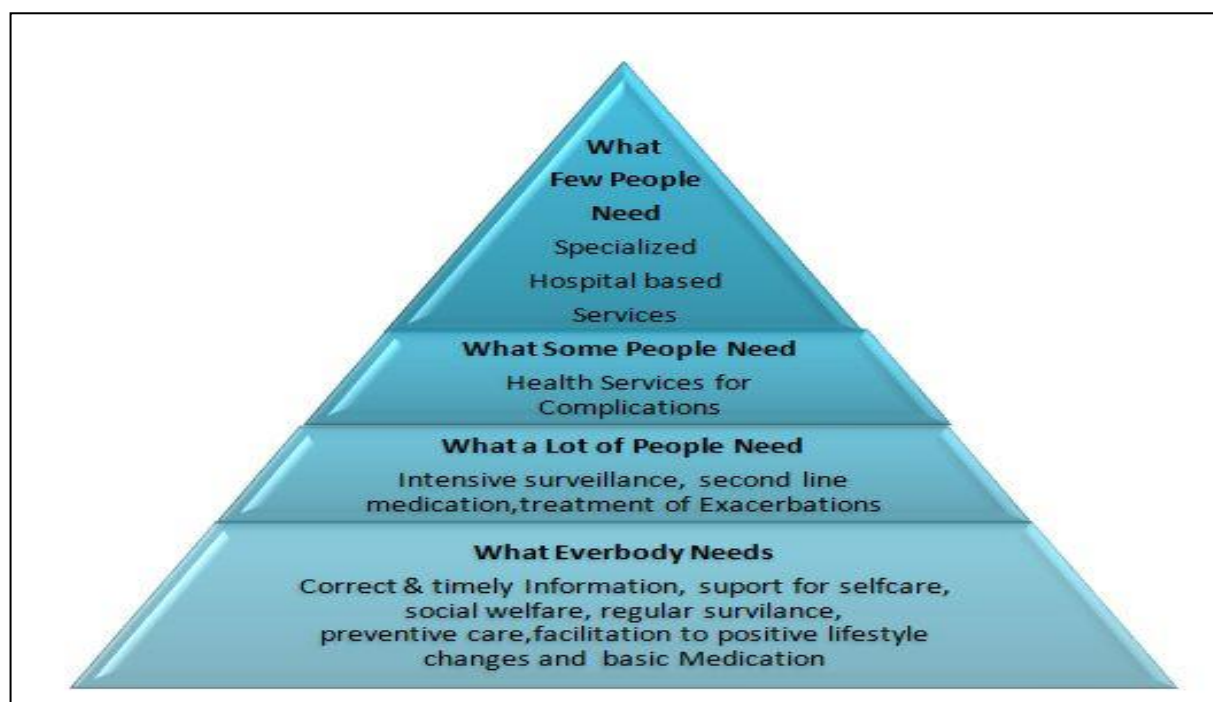 What
Few People
Need
Specialized
Hospital based
Services
What Some People Need
Health Services for
Complications
What a Lot of People Need
Intensive surveillance, second line
medication,treatment of Exacerbations
What Everbody Needs
Correct & timely Information, suport for selfcare,
social welfare, regular survilance,
preventive care,facilitation to positive lifestyle
changes and basic Medication